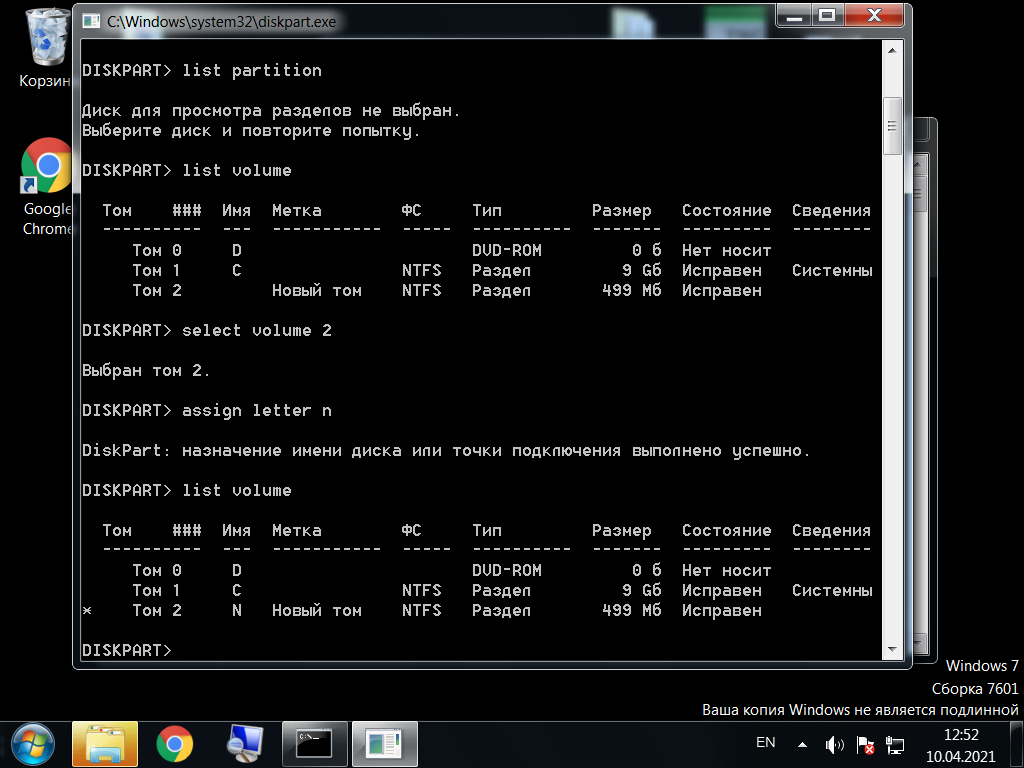 C:\Windows\system32\diskpart.exe
Корзин
Google
Chrome
DISKPART> list partition
Диск для просмотра разделов не выбран.
Выберите диск и повторите попытку.
DISKPART> list volume
Том ### Имя Метка ФС Тип Размер Состояние Сведения
---------- --- ----------- ----- ---------- ------- --------- --------
Том 0 D DVD-ROM 0 б Нет носит
Том 1 C NTFS Раздел 9 Gб Исправен Системны
Том 2 Новый том NTFS Раздел 499 Mб Исправен
DISKPART> select volume 2
Выбран том 2.
DISKPART> assign letter n
DiskPart: назначение имени диска или точки подключения выполнено успешно.
DISKPART> list volume
Том ### Имя Метка ФС Тип Размер Состояние Сведения
---------- --- ----------- ----- ---------- ------- --------- --------
Том 0 D DVD-ROM 0 б Нет носит
Том 1 C NTFS Раздел 9 Gб Исправен Системны
* Том 2 N Новый том NTFS Раздел 499 Mб Исправен
DISKPART>
Windows 7
Сборка 7601
Ваша копия Windows не является подлинной
C:\_
EN
12:52
10.04.2021